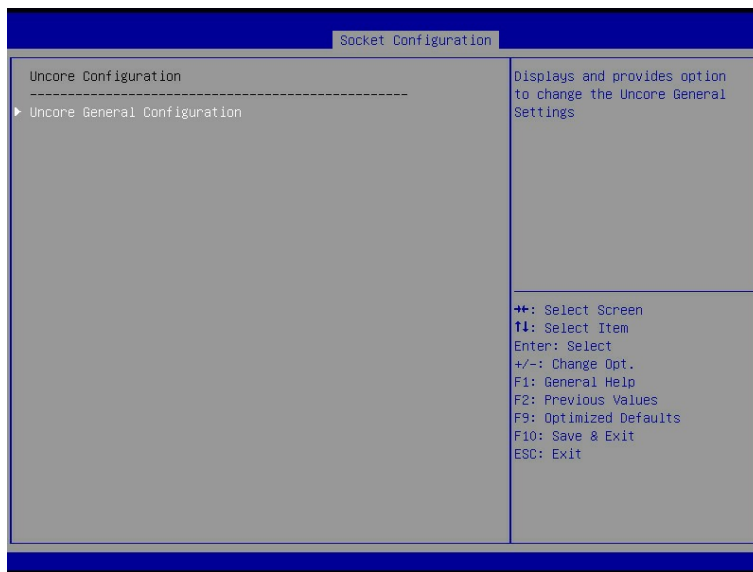 Socket Configuration
Uncore Configuration
--------------------------------------------------
Uncore General Configuration
Displays and provides option
to change the Uncore General
Settings
→←: Select Screen
↑↓: Select Item
Enter: Select
+/-: Change Opt.
F1: General Help
F2: Previous Values
F9: Optimized Defaults
F10: Save & Exit
ESC: Exit